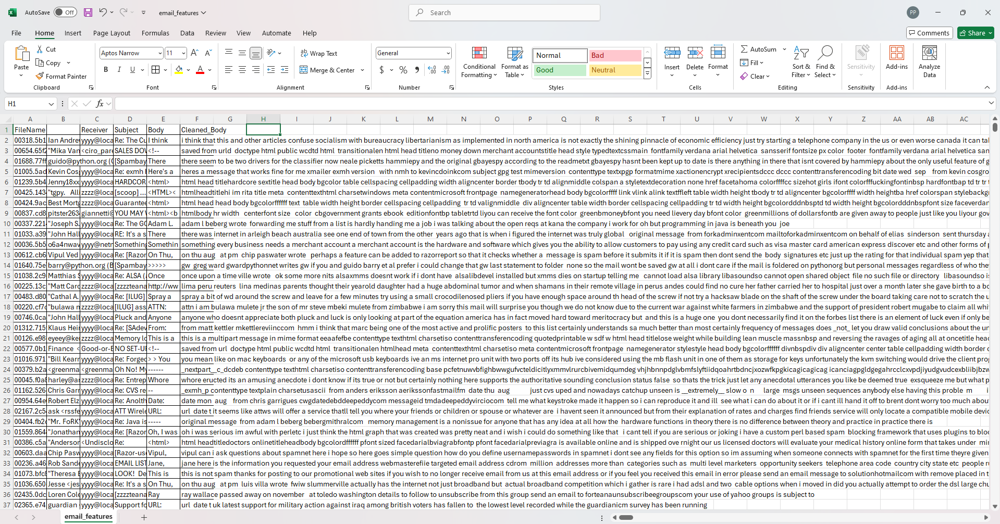 AutoSave Off email_features Search PP
File Home Insert Page Layout Formulas Data Review View Automate Help Comments Share
Paste Cut Copy Format Painter Clipboard
Aptos Narrow 11 B I U A Font
Wrap Text Merge & Center Alignment
General $ % Number
Conditional Formatting Format as Table Normal Bad Good Neutral Styles
Insert Delete Format Cells
AutoSum Fill Clear Sort & Filter Find & Select Editing
Sensitivity Sensitivity
Add-ins Add-ins
Analyze Data
H1 fx
A B C D E F G H I J K L M N O P Q R S T U V W X Y Z AA AB AC
1 FileName Receiver Subject Body Cleaned_Body
2 00318.5b1 Ian Andrev yyyy@loca Re: The Cu I think i think that this and other articles confuse socialism with bureaucracy libertarianism as implemented in north america is not exactly the shining pinnacle of economic efficiency just try starting a telephone company in the us or even worse canada it can tal
3 00654.65f2 "Mika Van <ciro_pare SALES DOV <!-- saved from urld doctype html public wcdtd html transitionalen html head titleno money down merchant accountstitle head style typedtextcssmain fontfamily verdana arial helvetica sansserif fontsize px color footer fontfamily verdana arial helvetica san
4 01688.77ff guido@python.org (G [Spambay There there seem to be two drivers for the classifier now neale picketts hammiepy and the original gbayespy according to the readmetxt gbayespy hasnt been kept up to date is there anything in there that isnt covered by hammiepy about the only useful feature of g
5 01005.5ad Kevin Cosg yyyy@loca Re: exmh Here's a heres a message that works fine for me xmailer exmh version with nmh to kevincdoinkcom subject gpg test mimeversion contenttype textxpgp formatmime xactionencrypt xrecipientsdccc dccc contenttransferencoding bit date wed sep from kevin cosgro
6 01239.5b4 Jenny18xx yyyy@loca HARDCOR <html> html head titlehardcore sextitle head body bgcolor table cellspacing cellpadding width aligncenter border tbody tr td alignmiddle colspan a styletextdecoration none href facetahoma colorffffcc sizehot girls ifont colorfffuckingfontinbsp hardfontbap td tr tr t
7 00425.143 "tgpy. Alli zzzz@loca [scoop] ... <HTML>< htmlheadtitlehi im rita title meta contenttexthtml charsetwindows meta contentmicrosoft frontpage namegeneratorhead body bgcolorffff link vlink alink textffleft table width height tbody tr td aligncenter bgcolorffff width heightba href colorspan stylebackgr
8 00424.9ac Best Mortg yyyy@loca Guarantee <html> html head head body bgcolorffffff text table width height border cellspacing cellpadding tr td valignmiddle div aligncenter table width border cellspacing cellpadding tr td width height bgcolordddnbsptd td width height bgcolordddnbspfont size faceverdan
9 00837.cd8 pitster263 giannetti@ YOU MAY <html><b htmlbody hr width centerfont size color cbgovernment grants ebook editionfontbp tabletrd liyou can receive the font color greenbmoneybfont you need lievery day bfont color greenmillions of dollarsfontb are given away to people just like you liyour gov
10 00337.221 "Joseph S. yyyy@loca Re: The GC Adam L. adam l beberg wrote forwarding me stuff from a list is hardly handing me a job i was talking about the open reqs at kana the company i work for oh but programming in java is beneath you joe
11 01033.a39 "John Hall yyyy@loca RE: It's a s there was internet in arleigh beach australia see one end of town from the other years ago that is when i figured the internet was truly global original message from forkadminxentcom mailtoforkadminxentcom on behalf of elias sinderson sent thursday
12 00036.5b5 o6a4nwav yyyy@netn Something Somethin something every business needs a merchant account a merchant account is the hardware and software which gives you the ability to allow customers to pay using any credit card such as visa master card american express discover etc and other forms of p
13 00612.cb6 Vipul Ved yyyy@loca Re: [Razor On Thu, on thu aug at pm chip paswater wrote perhaps a feature can be added to razorreport so that it checks whether a message is spam before it submits it if it is spam then dont send the body signatures etc just up the rating for that individual spam yep that
14 01640.75e barry@python.org (B [Spambay >>>>> gw greg ward gwardpythonnet writes gw if you and guido barry et al prefer i could change that gw last statement to folder none so the mail wont be saved gw at all i dont care if the mail is foldered on pythonorg but personal messages regardless of who the
15 01038.2c9 Matthias S yyyy@loca Re: ALSA ( Once once upon a time ville wrote ok some more nits alsaxmms doesnt work if i dont have alsalibdevel installed but xmms dies on startup telling me cannot load alsa library libasoundso cannot open shared object file no such file or directory libasoundso is
16 00225.13c "Matt Carc zzzz@loca [zzzzteana http://ww lima peru reuters lina medinas parents thought their yearold daughter had a huge abdominal tumor and when shamans in their remote village in perus andes could find no cure her father carried her to hospital just over a month later she gave birth to a bo
17 00483.d80 "Cathal A. zzzz@loca Re: [ILUG] Spray a spray a bit of wd around the screw and leave for a few minutes try using a small crocodilenosed pliers if you have enough space around th head of the screw if not try a hacksaw blade on the shaft of the screw under the board taking care not to scratch the u
18 00220.cf7c "bulawa n zzzz@loca [ILUG] ass ATTN: attn i am bulawa mulete jr the son of mr steve mbeki mulete from zimbabwe i am sorry this mail will surprise you though we do not know due to the current war against white farmers in zimbabwe and the support of president robert mugabe to claim all whit
19 00746.0ca "John Hall yyyy@loca Pluck and Anyone anyone who doesnt appreciate both pluck and luck is only looking at part of the equation america has in fact moved hard toward meritocracy but and this is a huge one you dont necessarily find it on the forbes list there is an element of luck even if only be
20 01312.715 Klaus Heir yyyy@loca Re: [SAdev From: from matt kettler mkettlereviinccom hmm i think that marc being one of the most active and prolific posters to this list certainly understands sa much better than most certainly frequency of messages does _not_ let you draw valid conclusions about the un
21 00126.e98 eyeey@ke zzzz@loca Memory lo This is a this is a multipart message in mime format eeaafefbe contenttype texthtml charsetiso contenttransferencoding quotedprintable w sdf w html head titlelose weight while building lean muscle massnbsp and reversing the ravages of aging all at oncetitle head
22 00577.0b1 Finance < Good-or-E NO SET-UP <!-- saved from url doctype html public wcdtd html transitionalen htmlhead meta contenttexthtml charsetiso meta contentmicrosoft frontpage namegenerator stylestyle head body bgcolorffffff divnbspdiv div aligncenter center table cellpadding width border c
23 01016.971 "Bill Kearn yyyy@loca Re: Forgec > > You you mean like on mac keyboards or any of the microsoft usb keyboards ive an ms internet pro unit with two ports off its hub ive considered using the mb flash unit in one of them as storage for keys unfortunately the kvm switching would drive the client prog
24 00379.b2a <greenma <greenma Oh No! My ------ _nextpart__c_dcdeb contenttype texthtml charsetiso contenttransferencoding base pcfetnuwvbfighbwwgufvcteldicitlyxmmvlrurcbivemidqumdeg vhjhbnnpdglvbmfslyftiidqoahrtbdncjxozwfkpgkicagicagicag icanciagpgldgegahrcclcxvpdjiyudgvudcexbliibjbzw
25 00045.f0a8 harley@ar zzzz@loca Re: Entrep Whore whore eructed its an amusing anecdote i dont know if its true or not but certainly nothing here supports the authoritative sounding conclusion status false so thats the trick just let any anecdotal utterances you like be deemed true exsqueeze me but what p
26 01162.526 Chris Garr yyyy@loca Re: CVS re -- _exmh_p contenttype textplain charsetusascii from anders eriksson aerikssonfastmailfm date thu aug just cvs uped and nowadays catchup unseen is __extremely__ slow o n large msgs unseen sequences anybody else having this proble m i
27 00954.64e Robert Elz yyyy@loca Re: Anolth Date: date mon aug from chris garrigues cwgdatedebddeepeddycom messageid tmdadeepeddyvirciocom tell me what keystroke made it happen so i can reproduce it and ill see what i can do about it or if i cant ill hand it off to brent dont worry too much abou
28 02167.2c5 ask <rssfe yyyy@loca ATT Wirele URL: url date t it seems like attws will offer a service thatll tell you where your friends or children or spouse or whatever are i havent seen it announced but from their explanation of rates and charges find friends service will only locate a compatible mobile devic
29 00404.fb2c "Mr. FoRK" yyyy@loca Re: Java is ----- original message from adam l beberg bebergmithralcom memory management is a nonissue for anyone that has any idea at all how the hardware functions in theory there is no difference between theory and practice in practice there is
30 01559.864 "Jonathan yyyy@loca Re: [Razor Oh, I was oh i was serious im awful with perletc i just think the html graph that was created was pretty neat and i wish i could do something like that i cant tell if you are serious or joking i have a custom perl based spam blocking framework that uses plugins to bloc
31 00386.c5a "Anderson <Undisclo Re: <html> html headtitledoctors onlinetitleheadbody bgcolordffffff pfont sizedfacedarialbviagrabfontp pfont facedarialpreviagra is available online and is shipped ove rnight our us licensed doctors will evaluate your medical history online form that takes under min
32 00603.daa Chip Pasw yyyy@loca [Razor-use Vipul, vipul can i ask questions about spamnet here i hope so here goes simple question how do you define usernamepasswords in spamnet i dont see any fields for this option so im assuming when someone connects with spamnet for the first time theyre given
33 00236.a46 Rob Sande yyyy@loca EMAIL LIST Jane, jane here is the information you requested your email address webmasterefiie targeted email address cdrom million addresses more than categories such as multi level marketers opportunity seekers telephone area code country city state etc people ru
34 01073.bfc8 "Theresa E yyyy@loca LOOK! De This is this is not spam thanks for posting to our promotional web sites if you wish to no longer receive email from us at this email address or if you feel you received this email in error please send an email message to solutionhotmailcom with remove placed in t
35 01036.650 Jesse <jes yyyy@loca Re: It's a s On Thu, on thu aug at pm luis villa wrote fwiw slummerville actually has the internet not just broadband but actual broadband competition which i gather is rare i had adsl and two cable options when i moved in did you actually attempt to order the dsl large chu
36 02435.0dc Loren Cole yyyy@loca [zzzzteana Ray ray wallace passed away on november at toledo washington details to follow to unsubscribe from this group send an email to forteanaunsubscribeegroupscom your use of yahoo groups is subject to
37 02365.e74 guardian yyyy@loca Support fo URL: url date t uk latest support for military action against iraq among british voters has fallen to the lowest level recorded while the guardianicm survey has been running
email_features